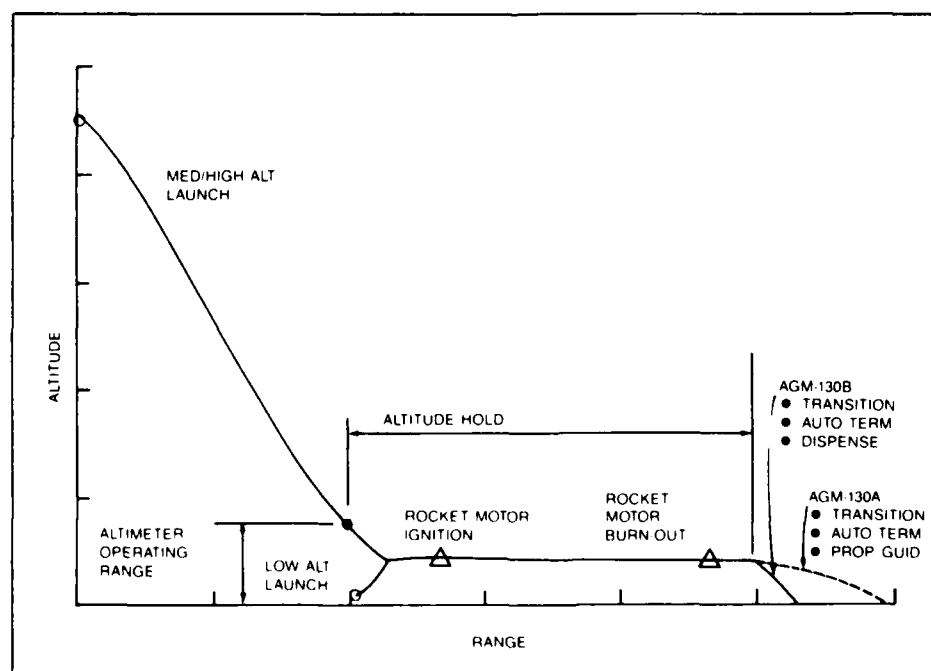 MED/HIGH ALT
LAUNCH
ALTITUDE
ALTITUDE HOLD
AGM-130B
● TRANSITION
● AUTO TERM
● DISPENSE
ALTIMETER
OPERATING
RANGE
LOW ALT
LAUNCH
ROCKET MOTOR
IGNITION
ROCKET
MOTOR
BURN-OUT
AGM-130A
● TRANSITION
● AUTO TERM
● PROP GUID
RANGE